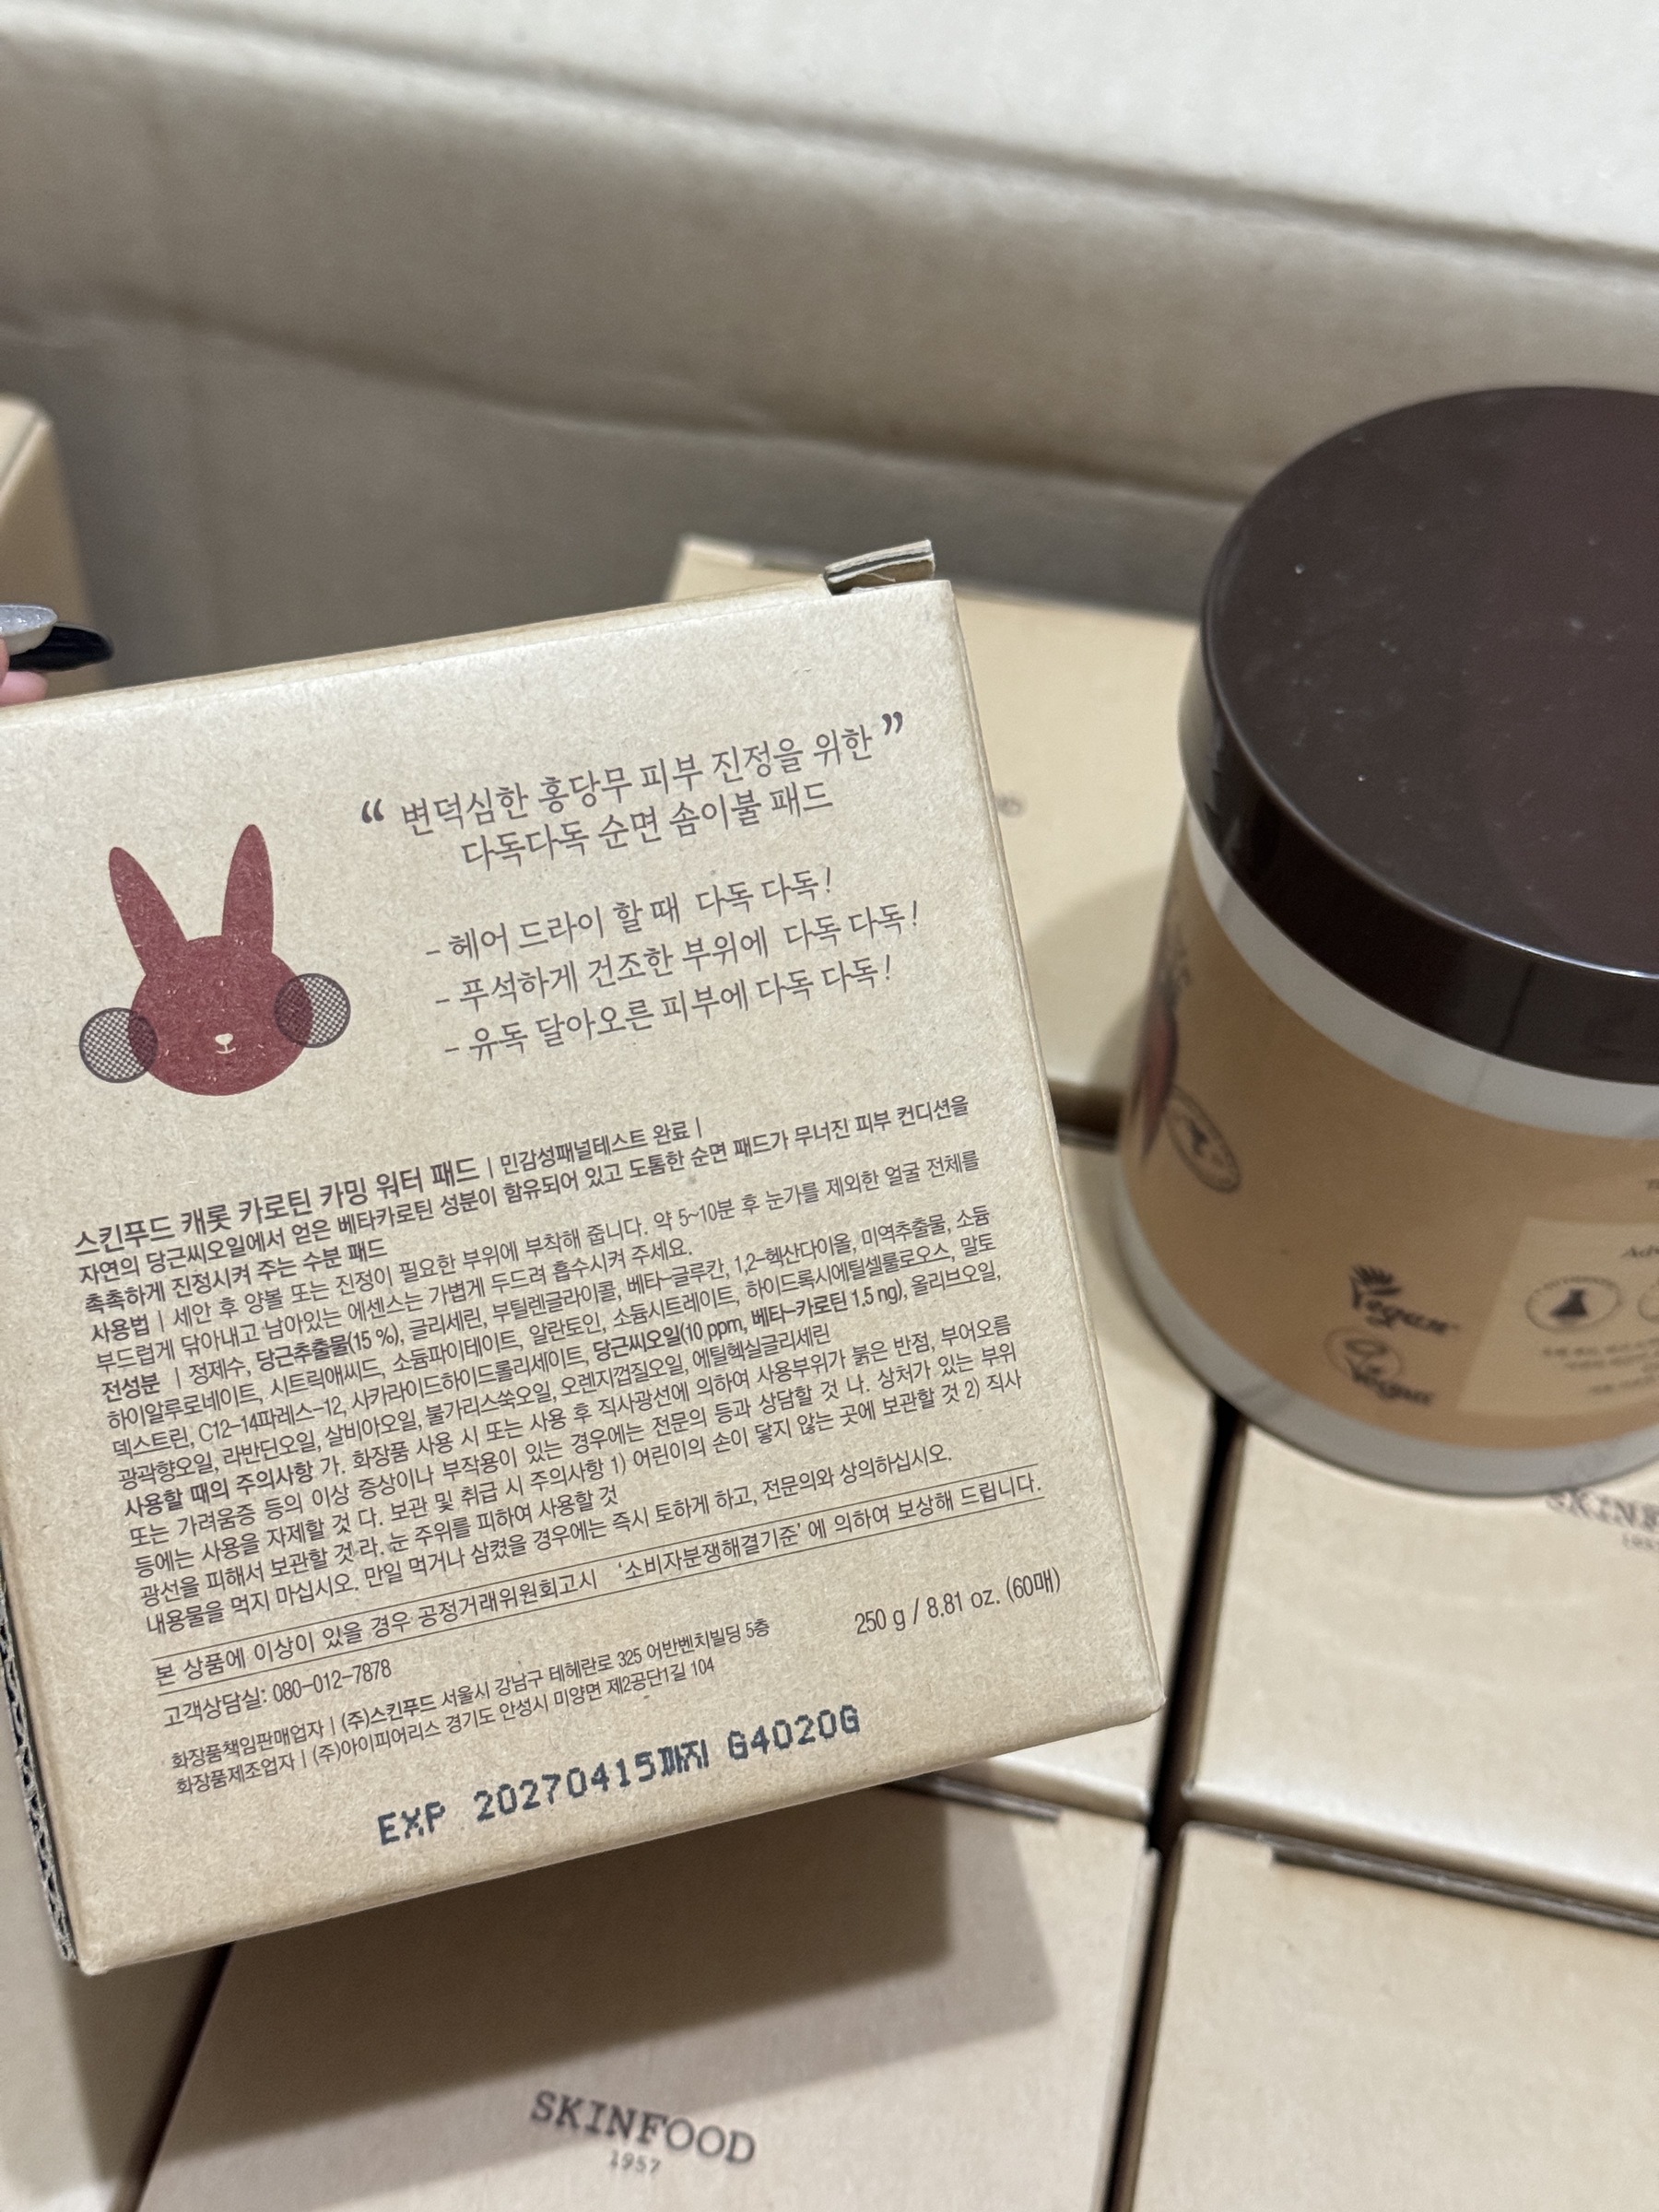 “ 변덕심한 홍당무 피부 진정을 위한 ”
다독다독 순면 솜이불 패드
- 헤어 드라이 할 때 다독 다독!
- 푸석하게 건조한 부위에 다독 다독!
- 유독 달아오른 피부에 다독 다독!
스킨푸드 캐롯 카로틴 카밍 워터 패드 | 민감성패널테스트 완료 |
자연의 당근씨오일에서 얻은 베타카로틴 성분이 함유되어 있고 도톰한 순면 패드가 무너진 피부 컨디션을
촉촉하게 진정시켜 주는 수분 패드
사용법 | 세안 후 양볼 또는 진정이 필요한 부위에 부착해 줍니다. 약 5~10분 후 눈가를 제외한 얼굴 전체를
부드럽게 닦아내고 남아있는 에센스는 가볍게 두드려 흡수시켜 주세요.
전성분 | 정제수, 당근추출물(15 %), 글리세린, 부틸렌글라이콜, 베타-글루칸, 1,2-헥산다이올, 미역추출물, 소듐
하이알루로네이트, 시트릭애씨드, 소듐파이테이트, 알란토인, 소듐시트레이트, 하이드록시에틸셀룰로오스, 말토
덱스트린, C12-14파레스-12, 사카라이드하이드롤리세이트, 당근씨오일(10 ppm, 베타-카로틴 1.5 ng), 올리브오일,
광곽향오일, 라반딘오일, 살비아오일, 불가리스쑥오일, 오렌지껍질오일, 에틸헥실글리세린
사용할 때의 주의사항 가. 화장품 사용 시 또는 사용 후 직사광선에 의하여 사용부위가 붉은 반점, 부어오름
또는 가려움증 등의 이상 증상이나 부작용이 있는 경우에는 전문의 등과 상담할 것 나. 상처가 있는 부위
등에는 사용을 자제할 것 다. 보관 및 취급 시 주의사항 1) 어린이의 손이 닿지 않는 곳에 보관할 것 2) 직사
광선을 피해서 보관할 것 라. 눈 주위를 피하여 사용할 것
내용물을 먹지 마십시오. 만일 먹거나 삼켰을 경우에는 즉시 토하게 하고, 전문의와 상의하십시오.
본 상품에 이상이 있을 경우 공정거래위원회고시 ‘소비자분쟁해결기준’ 에 의하여 보상해 드립니다.
고객상담실: 080-012-7878
250 g / 8.81 oz. (60매)
화장품책임판매업자 | (주)스킨푸드 서울시 강남구 테헤란로 325 어반벤치빌딩 5층
화장품제조업자 | (주)아이피어리스 경기도 안성시 미양면 제2공단1길 104
EXP 20270415까지 G4020G
Vegan
Vegan
SKINFOOD
1957